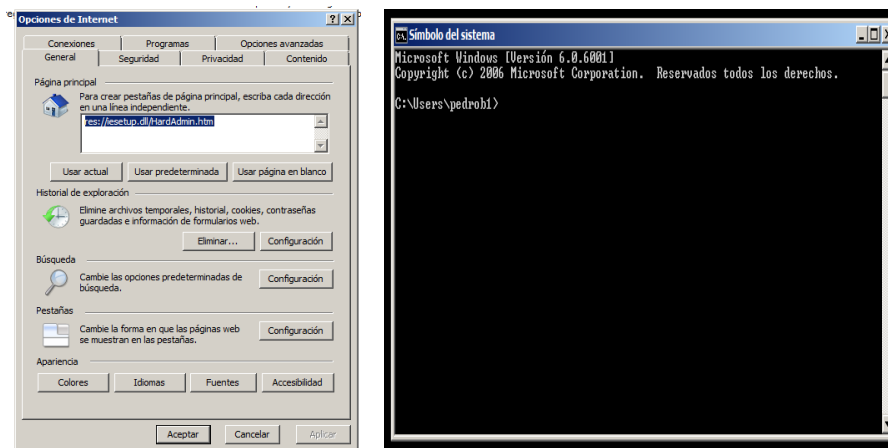 Opciones de Internet
Conexiones Programas Opciones avanzadas
General Seguridad Privacidad Contenido
Página principal
Para crear pestañas de página principal, escriba cada dirección
en una línea independiente.
res://iesetup.dll/HardAdmin.htm
Usar actual Usar predeterminada Usar página en blanco
Historial de exploración
Elimine archivos temporales, historial, cookies, contraseñas
guardadas e información de formularios web.
Eliminar... Configuración
Búsqueda
Cambie las opciones predeterminadas de
búsqueda.
Configuración
Pestañas
Cambie la forma en que las páginas web
se muestran en las pestañas.
Configuración
Apariencia
Colores Idiomas Fuentes Accesibilidad
Aceptar Cancelar Aplicar
Símbolo del sistema
Microsoft Windows [Versión 6.0.6001]
Copyright (c) 2006 Microsoft Corporation. Reservados todos los derechos.
C:\Users\pedrob1>